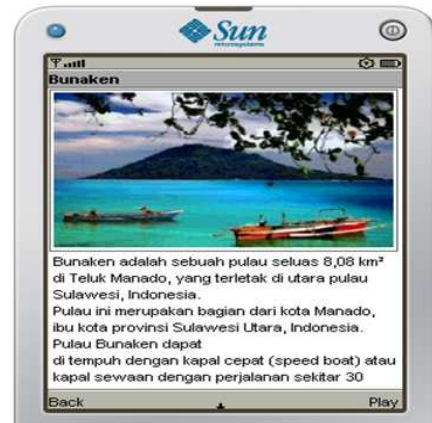 Sun
microsystems
Bunaken
Bunaken adalah sebuah pulau seluas 8,08 km²
di Teluk Manado, yang terletak di utara pulau
Sulawesi, Indonesia.
Pulau ini merupakan bagian dari kota Manado,
ibu kota provinsi Sulawesi Utara, Indonesia.
Pulau Bunaken dapat
di tempuh dengan kapal cepat (speed boat) atau
kapal sewaan dengan perjalanan sekitar 30
Back Play